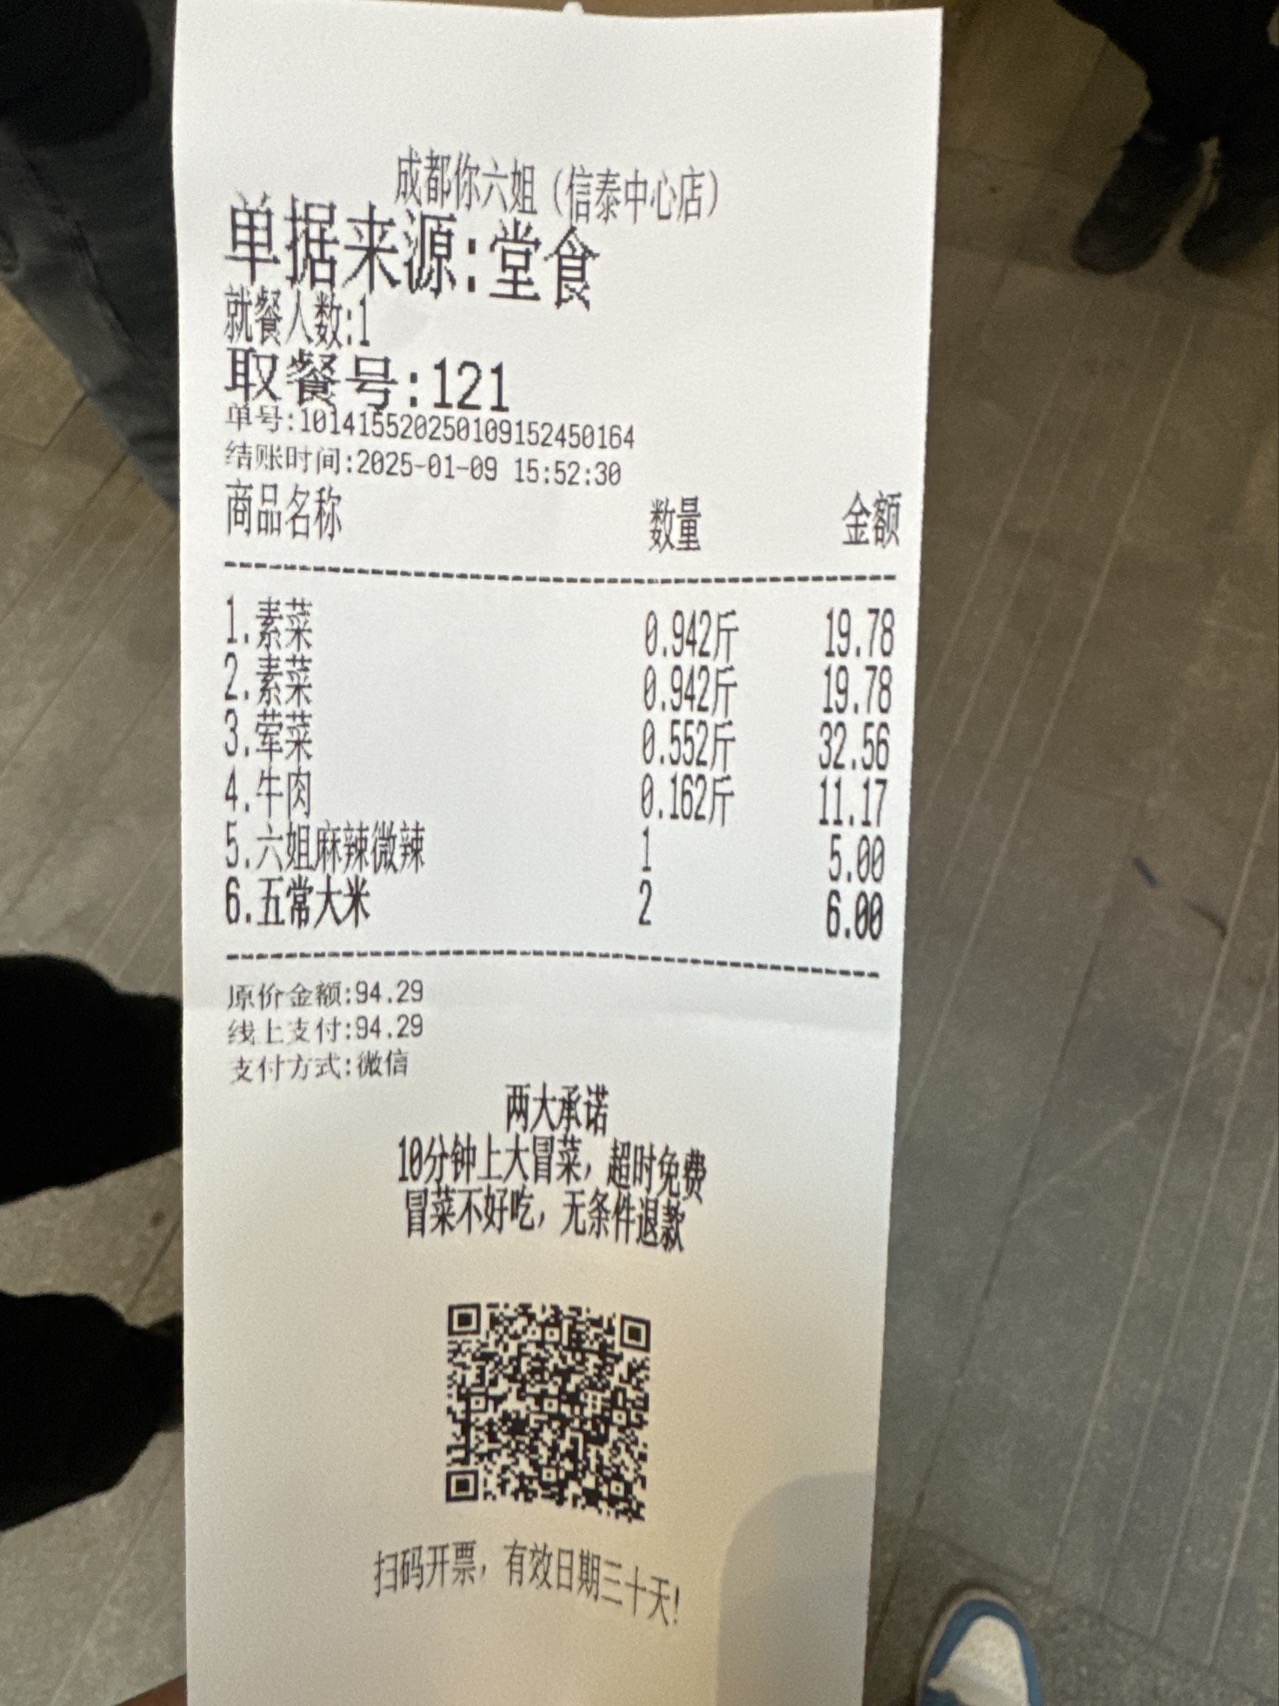 成都你六姐（信泰中心店）
单据来源:堂食
就餐人数:1
取餐号:121
单号:101415520250109152450164
结账时间:2025-01-09 15:52:30
商品名称 数量 金额
1.素菜 0.942斤 19.78
2.素菜 0.942斤 19.78
3.荤菜 0.552斤 32.56
4.牛肉 0.162斤 11.17
5.六姐麻辣微辣 1 5.00
6.五常大米 2 6.00
原价金额:94.29
线上支付:94.29
支付方式:微信
两大承诺
10分钟上大冒菜，超时免费
冒菜不好吃，无条件退款
扫码开票，有效日期三十天!